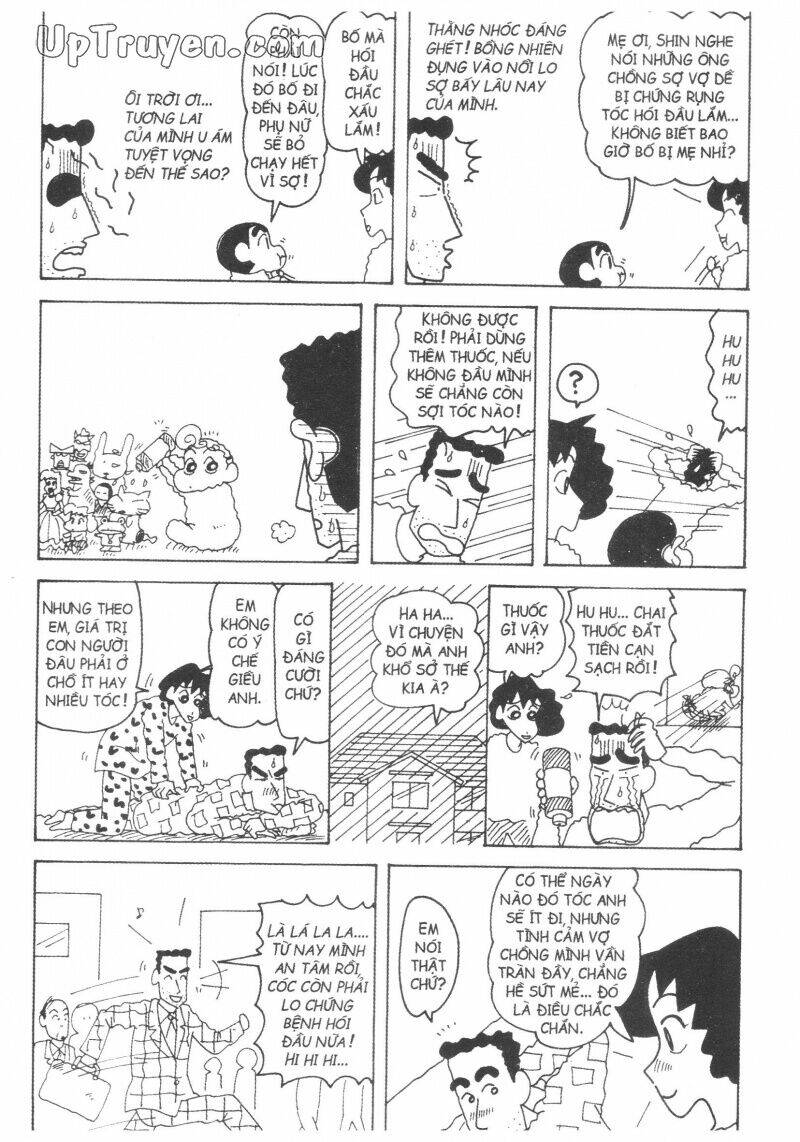 UpTruyen.com
MẸ ƠI, SHIN NGHE
NÓI NHỮNG ÔNG
CHỒNG SỢ VỢ DỄ
BỊ CHỨNG RỤNG
TÓC HÓI ĐẦU LẮM...
KHÔNG BIẾT BAO
GIỜ BỐ BỊ MẸ NHỈ?
THẰNG NHÓC ĐÁNG
GHÉT! BỖNG NHIÊN
ĐỤNG VÀO NỖI LO
SỢ BẤY LÂU NAY
CỦA MÌNH.
BỐ MÀ
HÓI
ĐẦU
CHẮC
XẤU
LẮM!
CÒN
NÓI! LÚC
ĐÓ BỐ ĐI
ĐẾN ĐÂU,
PHỤ NỮ
SẼ BỎ
CHẠY HẾT
VÌ SỢ!
ÔI TRỜI ƠI...
TƯƠNG LAI
CỦA MÌNH U ÁM
TUYỆT VỌNG
ĐẾN THẾ SAO?
HU
HU
HU
...
?
KHÔNG ĐƯỢC
RỒI! PHẢI DÙNG
THÊM THUỐC, NẾU
KHÔNG ĐẦU MÌNH
SẼ CHẲNG CÒN
SỢI TÓC NÀO!
HU HU... CHAI
THUỐC ĐẮT
TIỀN CẠN
SẠCH RỒI!
THUỐC
GÌ VẬY
ANH?
HA HA...
VÌ CHUYỆN
ĐÓ MÀ ANH
KHỔ SỞ THẾ
KIA À?
CÓ
GÌ
ĐÁNG
CƯỜI
CHỨ?
EM
KHÔNG
CÓ Ý
CHẾ
GIỄU
ANH.
NHƯNG THEO
EM, GIÁ TRỊ
CON NGƯỜI
ĐÂU PHẢI Ở
CHỖ ÍT HAY
NHIỀU TÓC!
CÓ THỂ NGÀY
NÀO ĐÓ TÓC ANH
SẼ ÍT ĐI, NHƯNG
TÌNH CẢM VỢ
CHỒNG MÌNH VẪN
TRÀN ĐẦY, CHẲNG
HỀ SỨT MẺ... ĐÓ
LÀ ĐIỀU CHẮC
CHẮN.
EM
NÓI
THẬT
CHỨ?
LÀ LÁ LA LA....
TỪ NAY MÌNH
AN TÂM RỒI,
CÓC CÒN PHẢI
LO CHỨNG
BỆNH HÓI
ĐẦU NỮA!
HI HI HI...